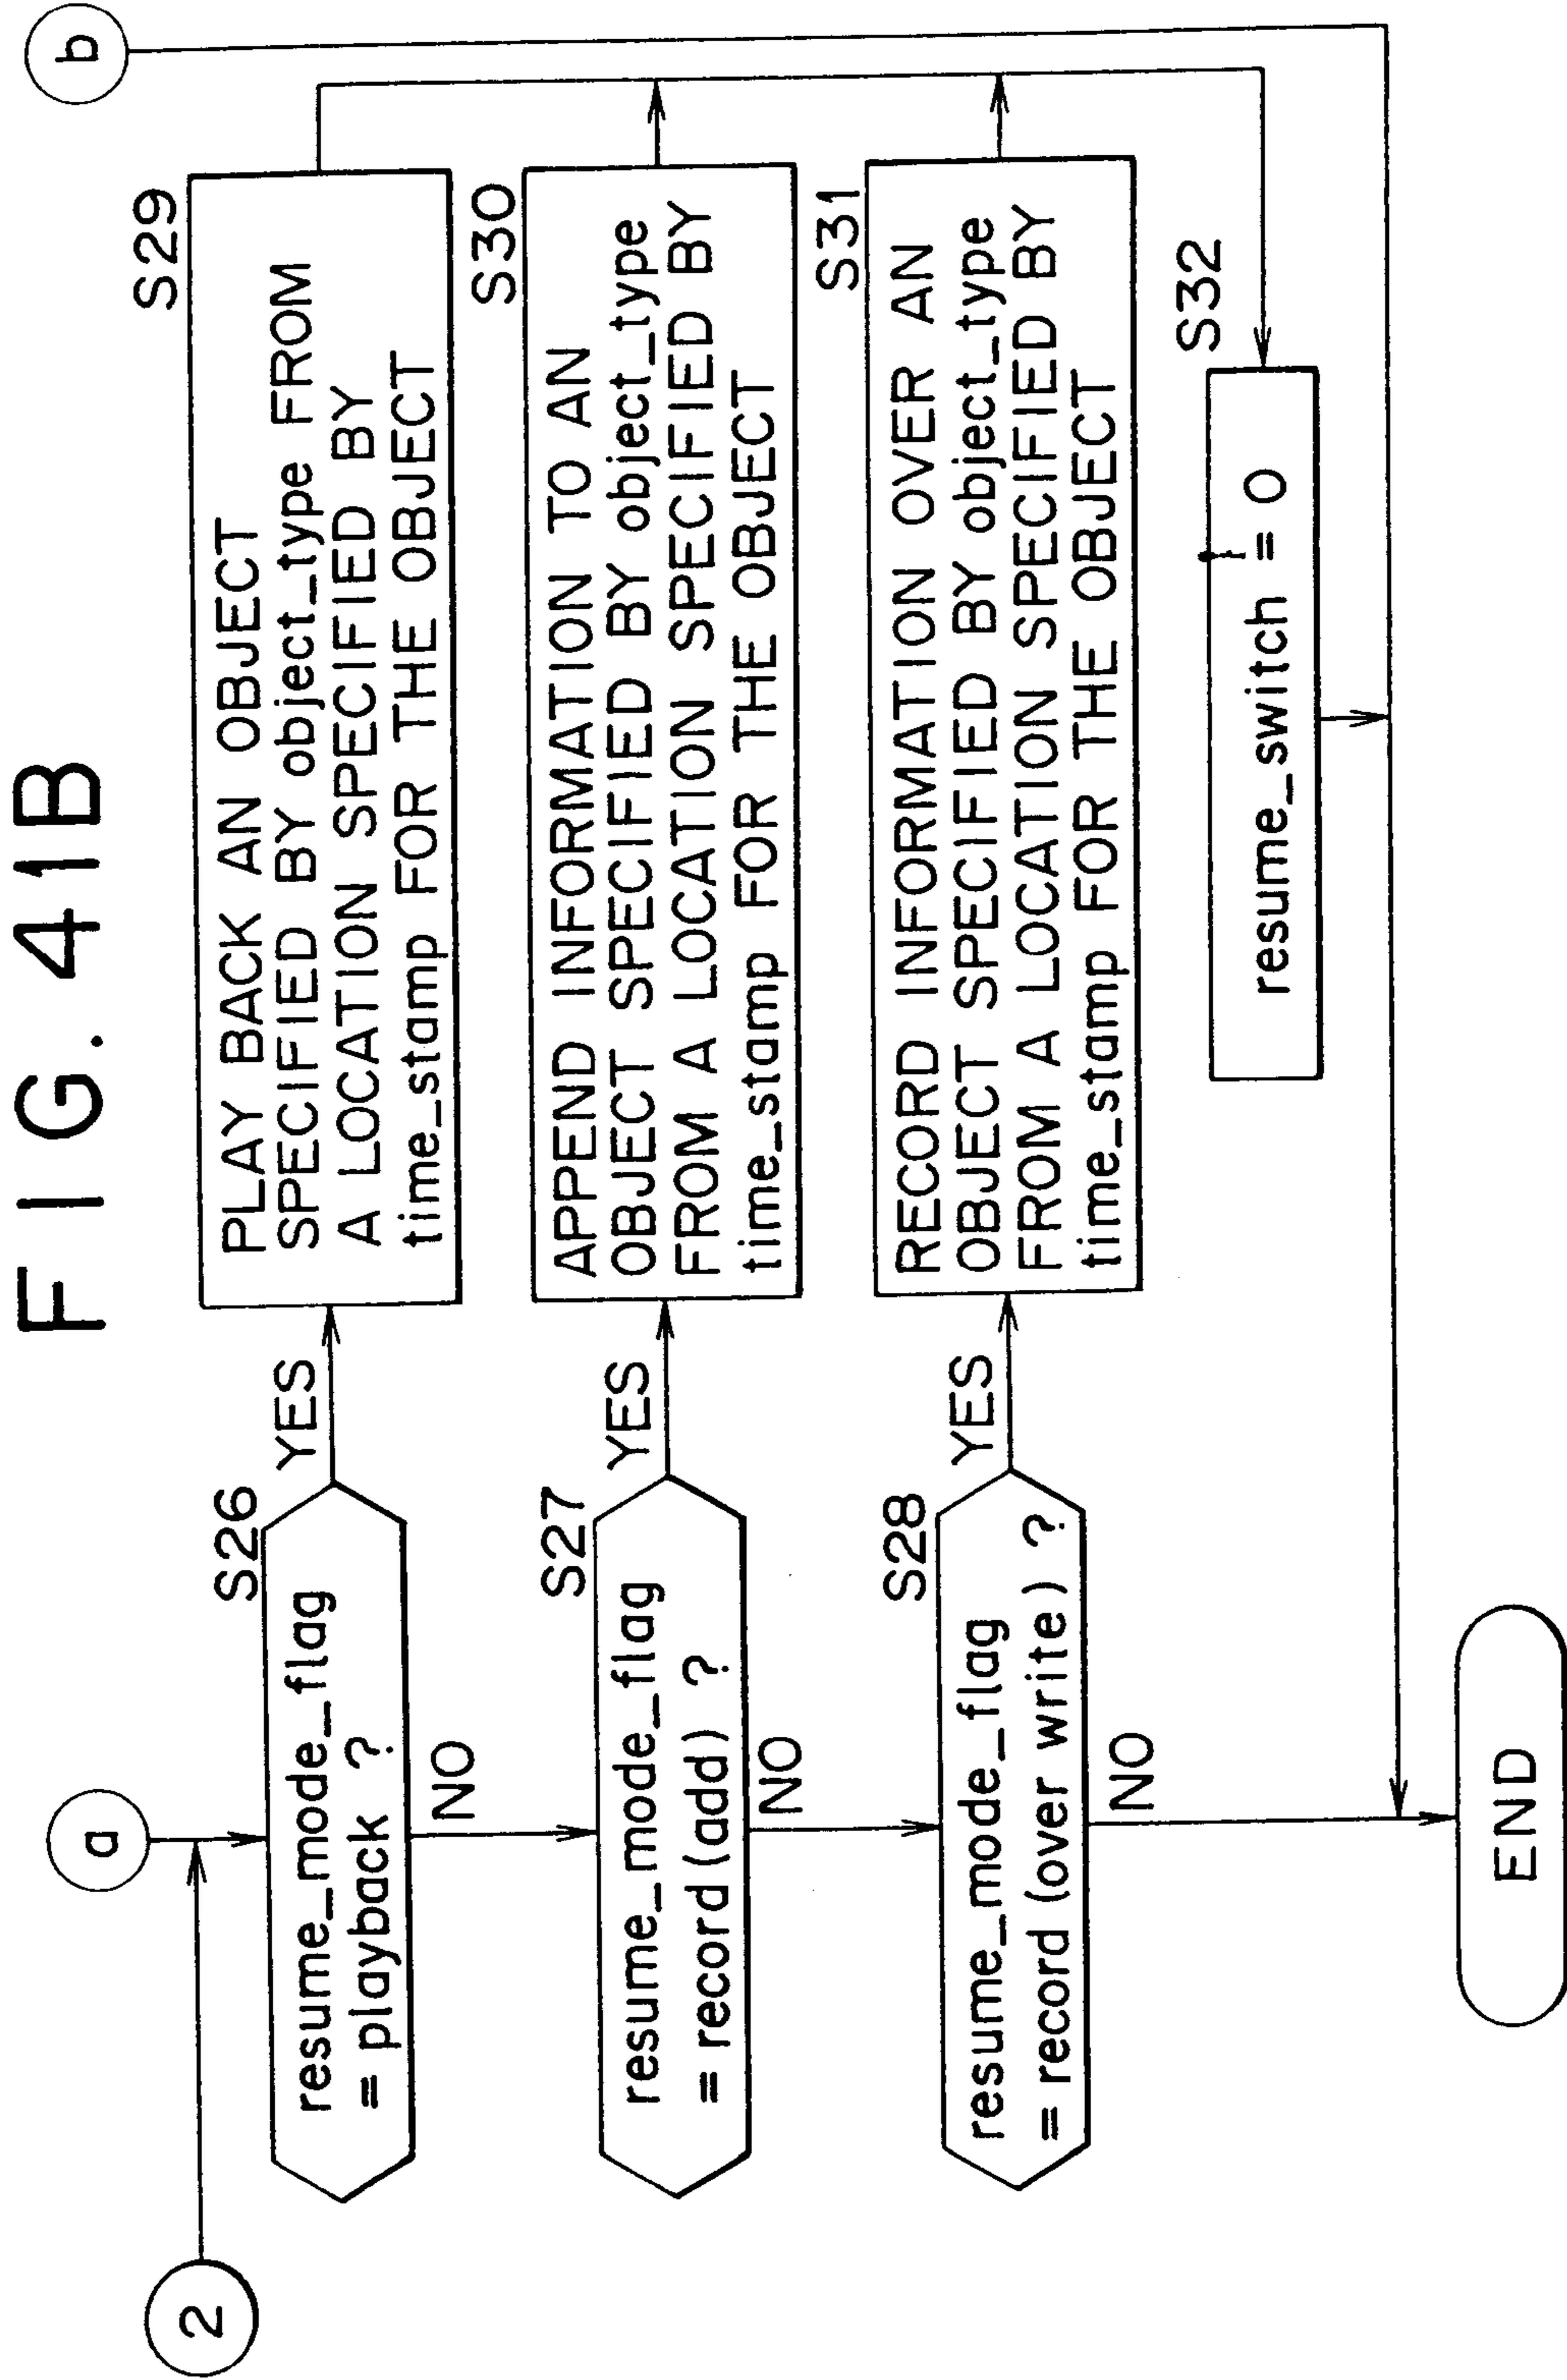 FIG. 41B
a
b
2
S26
resume_mode_flag
= playback ?
YES
NO
S29
PLAY BACK AN OBJECT
SPECIFIED BY object_type FROM
A LOCATION SPECIFIED BY
time_stamp FOR THE OBJECT
S27
resume_mode_flag
= record (add) ?
YES
NO
S30
APPEND INFORMATION TO AN
OBJECT SPECIFIED BY object_type
FROM A LOCATION SPECIFIED BY
time_stamp FOR THE OBJECT
S28
resume_mode_flag
= record (over write) ?
YES
NO
S31
RECORD INFORMATION OVER AN
OBJECT SPECIFIED BY object_type
FROM A LOCATION SPECIFIED BY
time_stamp FOR THE OBJECT
S32
resume_switch = 0
END